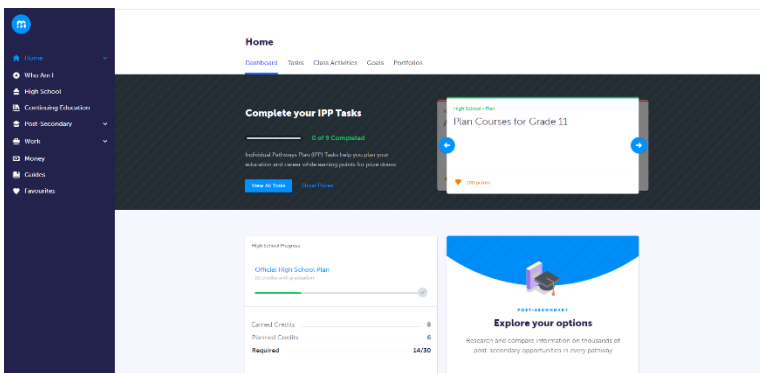 m
Home
Who Am I
High School
Continuing Education
Post-Secondary
Work
Money
Guides
Favourites
Home
Dashboard Tasks Class Activities Goals Portfolios
Complete your IPP Tasks
0 of 9 Completed
Individual Pathways Plan (IPP) Tasks help you plan your
education and career while earning points for prize draws.
View All Tasks Show Prizes
High School • Plan
Plan Courses for Grade 11
100 points
High School Progress
Official High School Plan
credits until graduation
Earned Credits 8
Planned Credits 6
Required 14/30
POST-SECONDARY
Explore your options
Research and compare information on thousands of
post-secondary opportunities in every pathway.